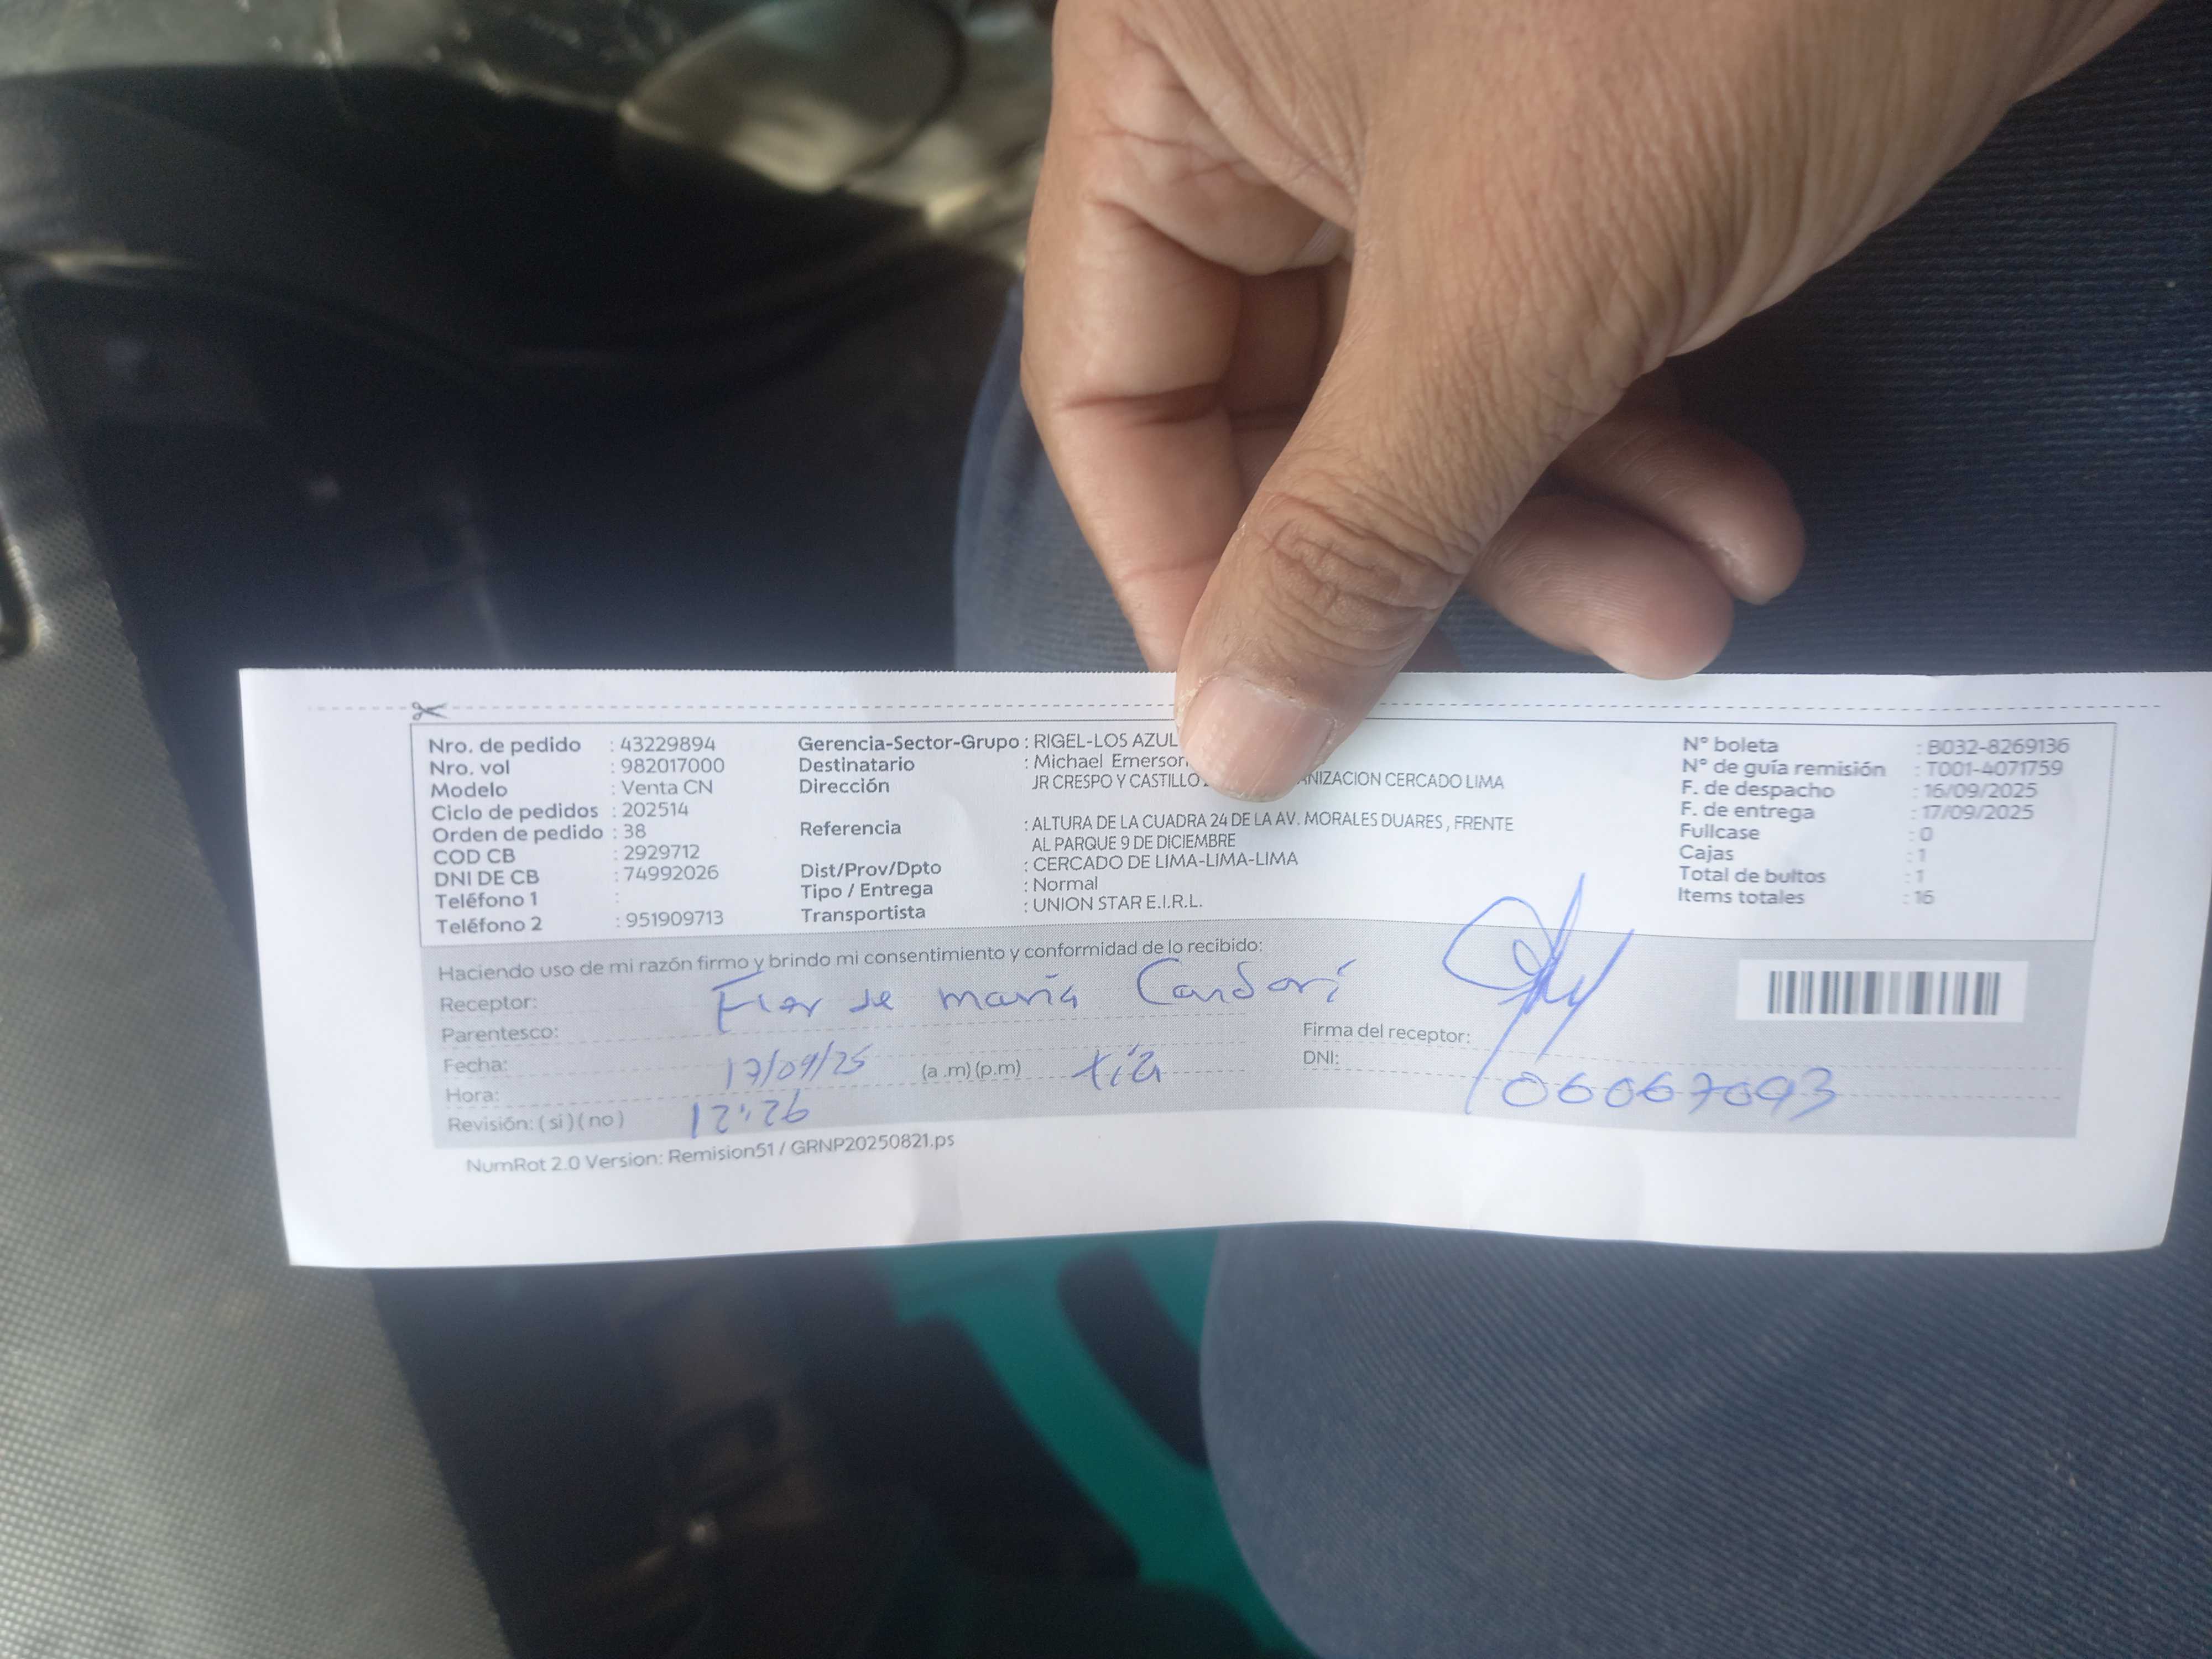 Nro. de pedido : 43229894
Nro. vol : 982017000
Modelo : Venta CN
Ciclo de pedidos : 202514
Orden de pedido : 38
COD CB : 2929712
DNI DE CB : 74992026
Teléfono 1 :
Teléfono 2 : 951909713
Gerencia-Sector-Grupo : RIGEL-LOS AZUL
Destinatario : Michael Emerson
Dirección JR CRESPO Y CASTILLO CERCADO LIMA
Referencia : ALTURA DE LA CUADRA 24 DE LA AV. MORALES DUARES , FRENTE
AL PARQUE 9 DE DICIEMBRE
Dist/Prov/Dpto : CERCADO DE LIMA-LIMA-LIMA
Tipo / Entrega : Normal
Transportista : UNION STAR E.I.R.L.
N° boleta : B032-8269136
N° de guía remisión : T001-4071759
F. de despacho : 16/09/2025
F. de entrega : 17/09/2025
Fullcase : 0
Cajas : 1
Total de bultos : 1
Items totales : 16
Haciendo uso de mi razón firmo y brindo mi consentimiento y conformidad de lo recibido:
Receptor: Flor de maría Candori
Parentesco:
Fecha: 17/09/25 (a .m) (p.m) tía
Hora: 12:26
Revisión: ( si ) ( no )
Firma del receptor:
DNI: 06067093
NumRot 2.0 Version: Remision51 / GRNP20250821.ps